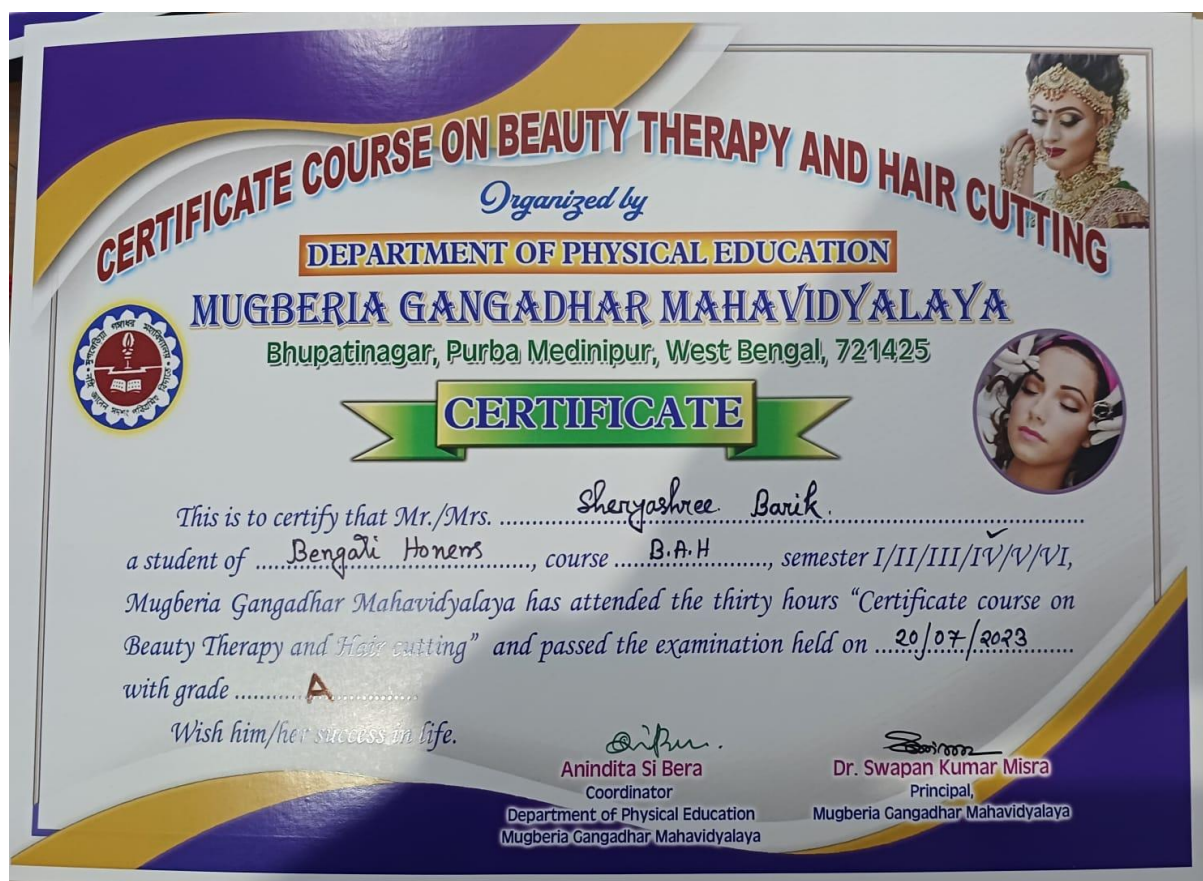 CERTIFICATE COURSE ON BEAUTY THERAPY AND HAIR CUTTING
Organized by
DEPARTMENT OF PHYSICAL EDUCATION
MUGBERIA GANGADHAR MAHAVIDYALAYA
Bhupatinagar, Purba Medinipur, West Bengal, 721425
CERTIFICATE
This is to certify that Mr./Mrs. Sheryashree Barik.
a student of Bengali Honers, course B.A.H, semester I/II/III/IV/V/VI,
Mugberia Gangadhar Mahavidyalaya has attended the thirty hours “Certificate course on
Beauty Therapy and Hair cutting” and passed the examination held on 20/07/2023
with grade A
Wish him/her success in life.
Anindita Si Bera
Coordinator
Department of Physical Education
Mugberia Gangadhar Mahavidyalaya
Dr. Swapan Kumar Misra
Principal,
Mugberia Gangadhar Mahavidyalaya